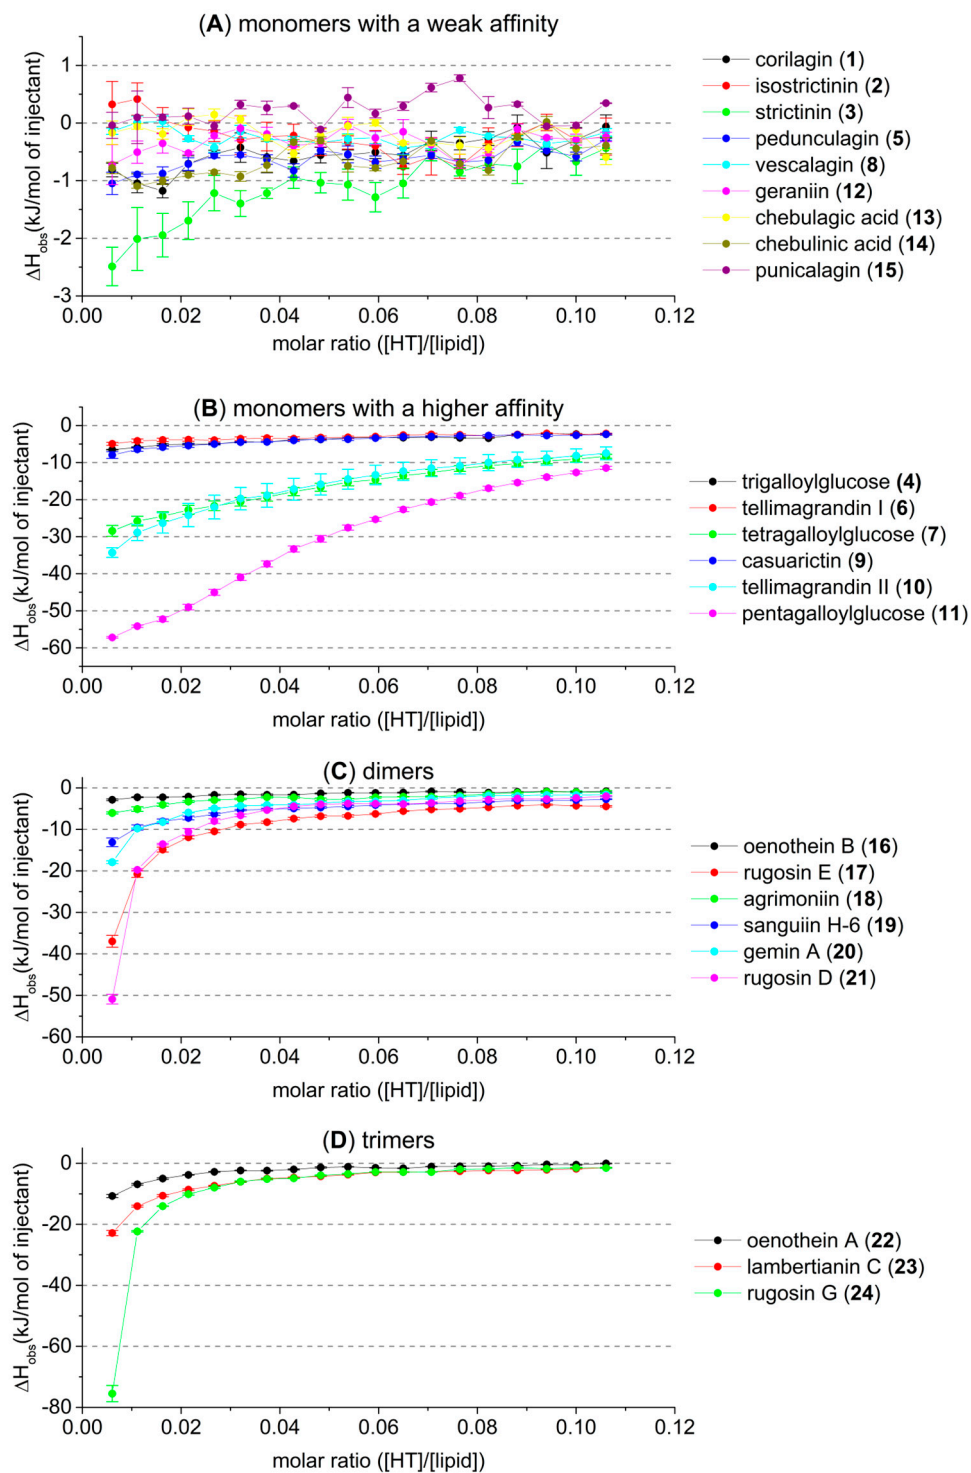 (A) monomers with a weak affinity
1
0
-1
-2
-3
0.00 0.02 0.04 0.06 0.08 0.10 0.12
ΔHobs(kJ/mol of injectant)
molar ratio ([HT]/[lipid])
corilagin (1)
isostrictinin (2)
strictinin (3)
pedunculagin (5)
vescalagin (8)
geraniin (12)
chebulagic acid (13)
chebulinic acid (14)
punicalagin (15)
(B) monomers with a higher affinity
0
-10
-20
-30
-40
-50
-60
0.00 0.02 0.04 0.06 0.08 0.10 0.12
ΔHobs(kJ/mol of injectant)
molar ratio ([HT]/[lipid])
trigalloylglucose (4)
tellimagrandin I (6)
tetragalloylglucose (7)
casuarictin (9)
tellimagrandin II (10)
pentagalloylglucose (11)
(C) dimers
0
-10
-20
-30
-40
-50
-60
0.00 0.02 0.04 0.06 0.08 0.10 0.12
ΔHobs(kJ/mol of injectant)
molar ratio ([HT]/[lipid])
oenothein B (16)
rugosin E (17)
agrimoniin (18)
sanguiin H-6 (19)
gemin A (20)
rugosin D (21)
(D) trimers
0
-20
-40
-60
-80
0.00 0.02 0.04 0.06 0.08 0.10 0.12
ΔHobs(kJ/mol of injectant)
molar ratio ([HT]/[lipid])
oenothein A (22)
lambertianin C (23)
rugosin G (24)